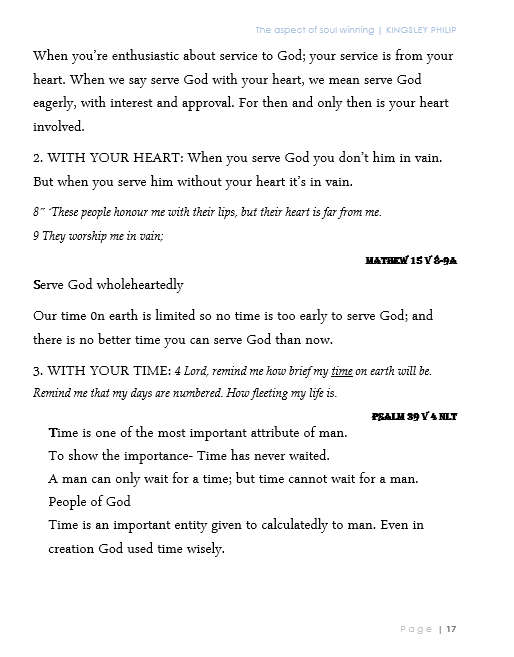 The aspect of soul winning | KINGSLEY PHILIP
When you're enthusiastic about service to God; your service is from your
heart. When we say serve God with your heart, we mean serve God
eagerly, with interest and approval. For then and only then is your heart
involved.
2. WITH YOUR HEART: When you serve God you don't him in vain.
But when you serve him without your heart it's in vain.
8" 'These people honour me with their lips, but their heart is far from me.
9 They worship me in vain;
MATHEW 15 V 8-9A
Serve God wholeheartedly
Our time 0n earth is limited so no time is too early to serve God; and
there is no better time you can serve God than now.
3. WITH YOUR TIME: 4 Lord, remind me how brief my time on earth will be.
Remind me that my days are numbered. How fleeting my life is.
PSALM 39 V 4 NLT
Time is one of the most important attribute of man.
To show the importance- Time has never waited.
A man can only wait for a time; but time cannot wait for a man.
People of God
Time is an important entity given to calculatedly to man. Even in
creation God used time wisely.
Page | 17